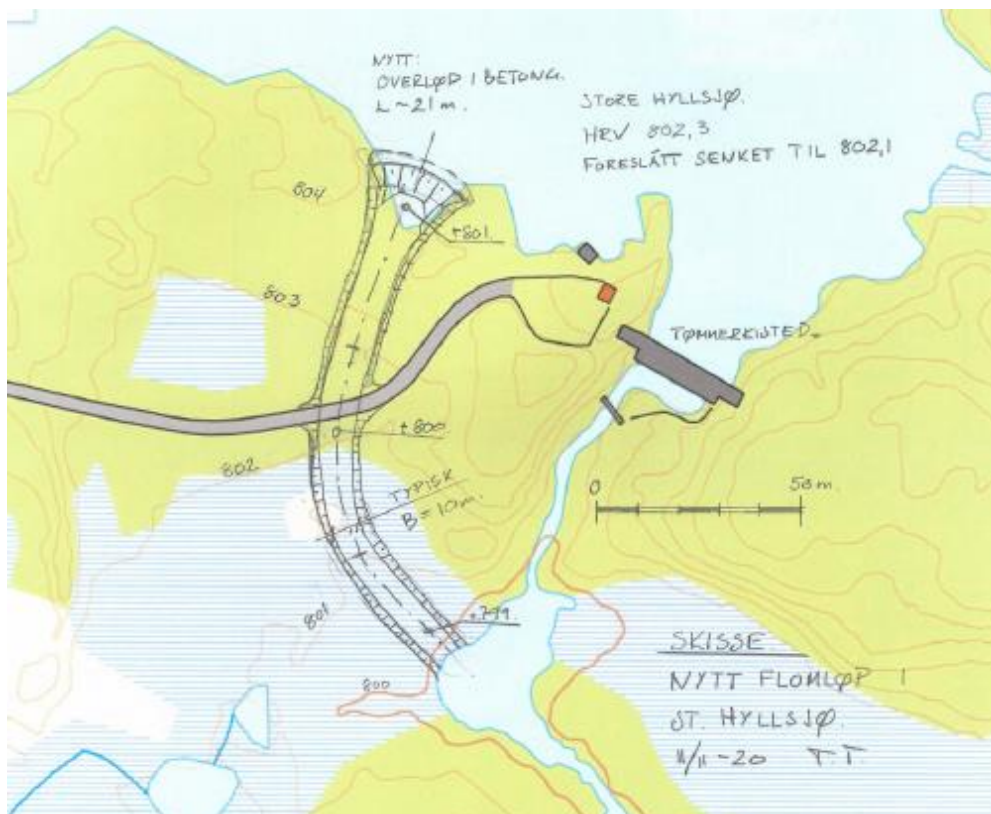 NYTT:
OVERLØP I BETONG.
L ~ 21 m.
STORE HYLLSJØ.
HRV 802,3
FORESLÅTT SENKET TIL 802,1
804
+801
803
TØMMERKISTED.
+800
802
TYPISK
B = 10 m.
0 50 m
801
+799
800
SKISSE
NYTT FLOMLØP I
ST. HYLLSJØ.
11/11-20 T.T.